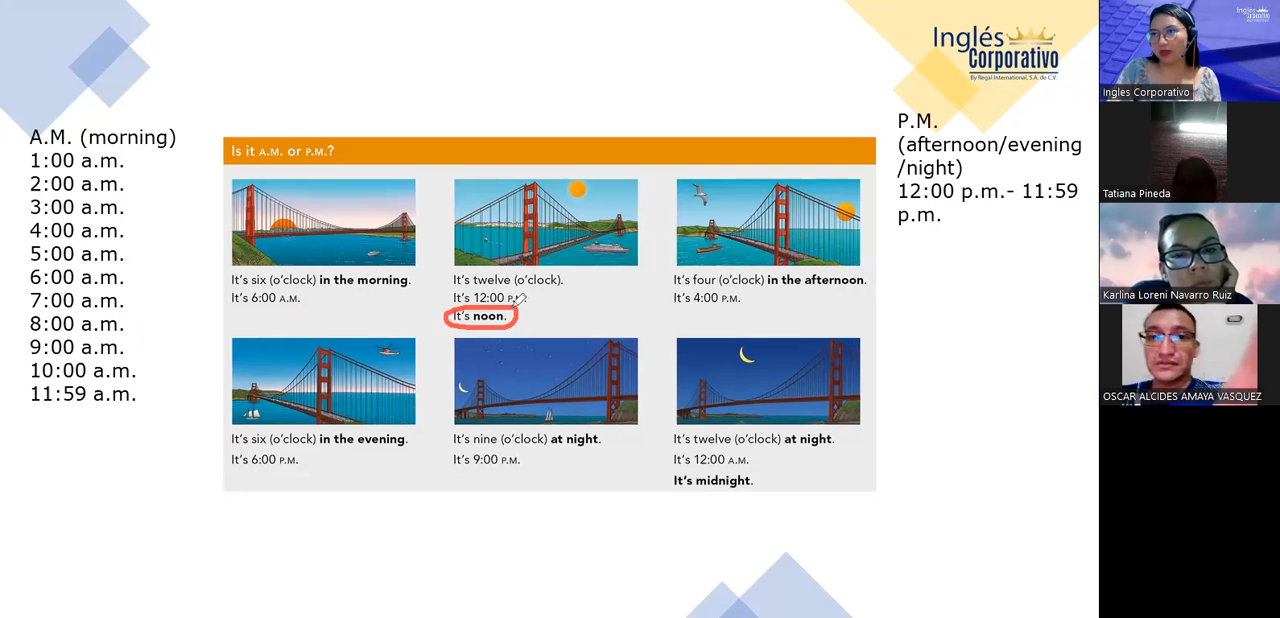 Inglés
Corporativo
By Regal International, S.A. de C.V.
A.M. (morning)
1:00 a.m.
2:00 a.m.
3:00 a.m.
4:00 a.m.
5:00 a.m.
6:00 a.m.
7:00 a.m.
8:00 a.m.
9:00 a.m.
10:00 a.m.
11:59 a.m.
Is it A.M. or P.M.?
It's six (o'clock) in the morning.
It's 6:00 A.M.
It's twelve (o'clock).
It's 12:00 P.M.
It's noon.
It's four (o'clock) in the afternoon.
It's 4:00 P.M.
It's six (o'clock) in the evening.
It's 6:00 P.M.
It's nine (o'clock) at night.
It's 9:00 P.M.
It's twelve (o'clock) at night.
It's 12:00 A.M.
It's midnight.
P.M.
(afternoon/evening
/night)
12:00 p.m.- 11:59
p.m.
Inglés
Ingles Corporativo
Tatiana Pineda
Karlina Loreni Navarro Ruiz
OSCAR ALCIDES AMAYA VASQUEZ